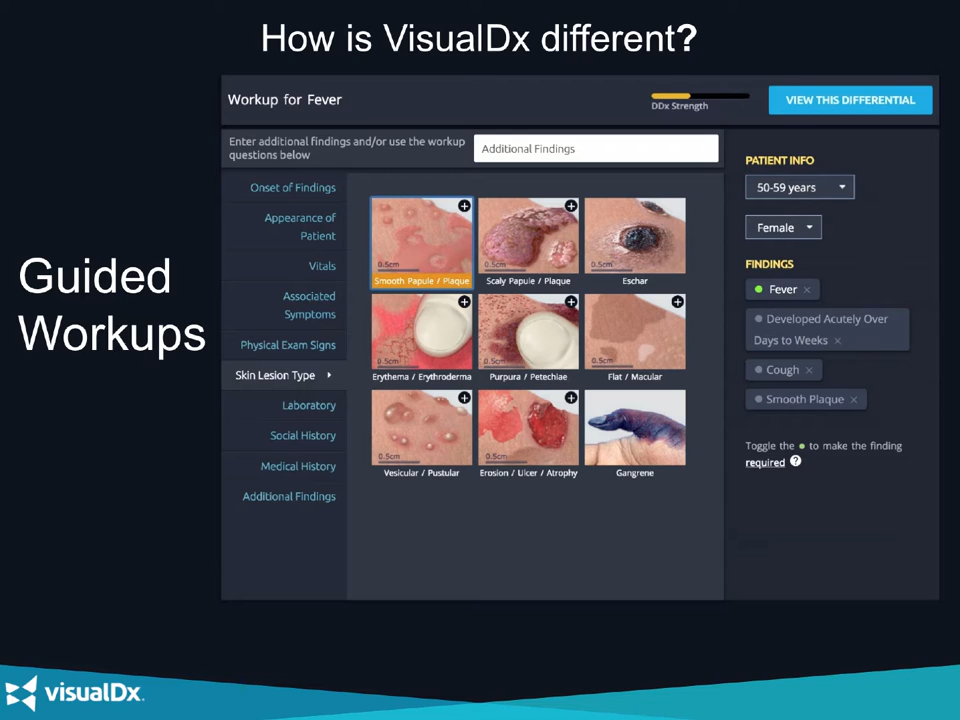 How is VisualDx different?
Guided
Workups
Workup for Fever
DDx Strength
VIEW THIS DIFFERENTIAL
Enter additional findings and/or use the workup
questions below
Additional Findings
Onset of Findings
Appearance of
Patient
Vitals
Associated
Symptoms
Physical Exam Signs
Skin Lesion Type
Laboratory
Social History
Medical History
Additional Findings
0.5cm
0.5cm
0.5cm
Smooth Papule / Plaque
Scaly Papule / Plaque
Eschar
0.5cm
0.5cm
0.5cm
Erythema / Erythroderma
Purpura / Petechiae
Flat / Macular
0.5cm
0.5cm
Vesicular / Pustular
Erosion / Ulcer / Atrophy
Gangrene
PATIENT INFO
50-59 years
Female
FINDINGS
Fever ×
Developed Acutely Over
Days to Weeks ×
Cough ×
Smooth Plaque ×
Toggle the ● to make the finding
required ?
visualDx.